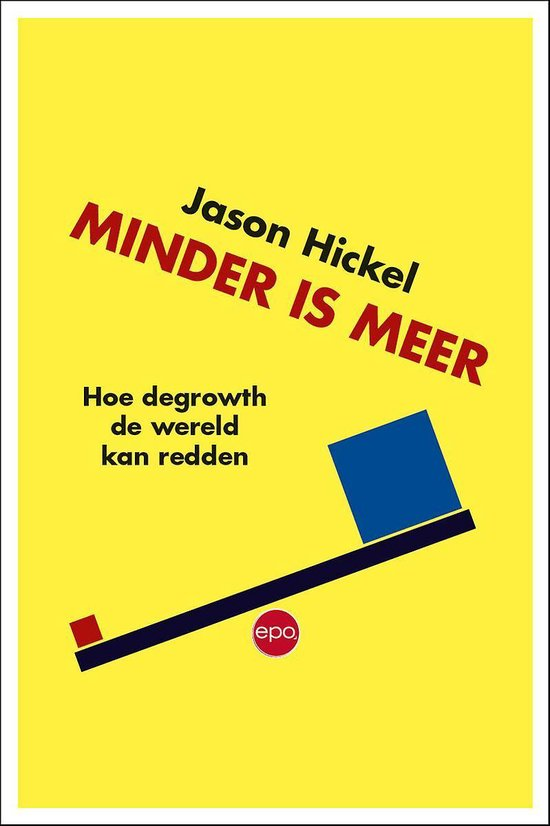 Jason Hickel
MINDER IS MEER
Hoe degrowth
de wereld
kan redden
epo